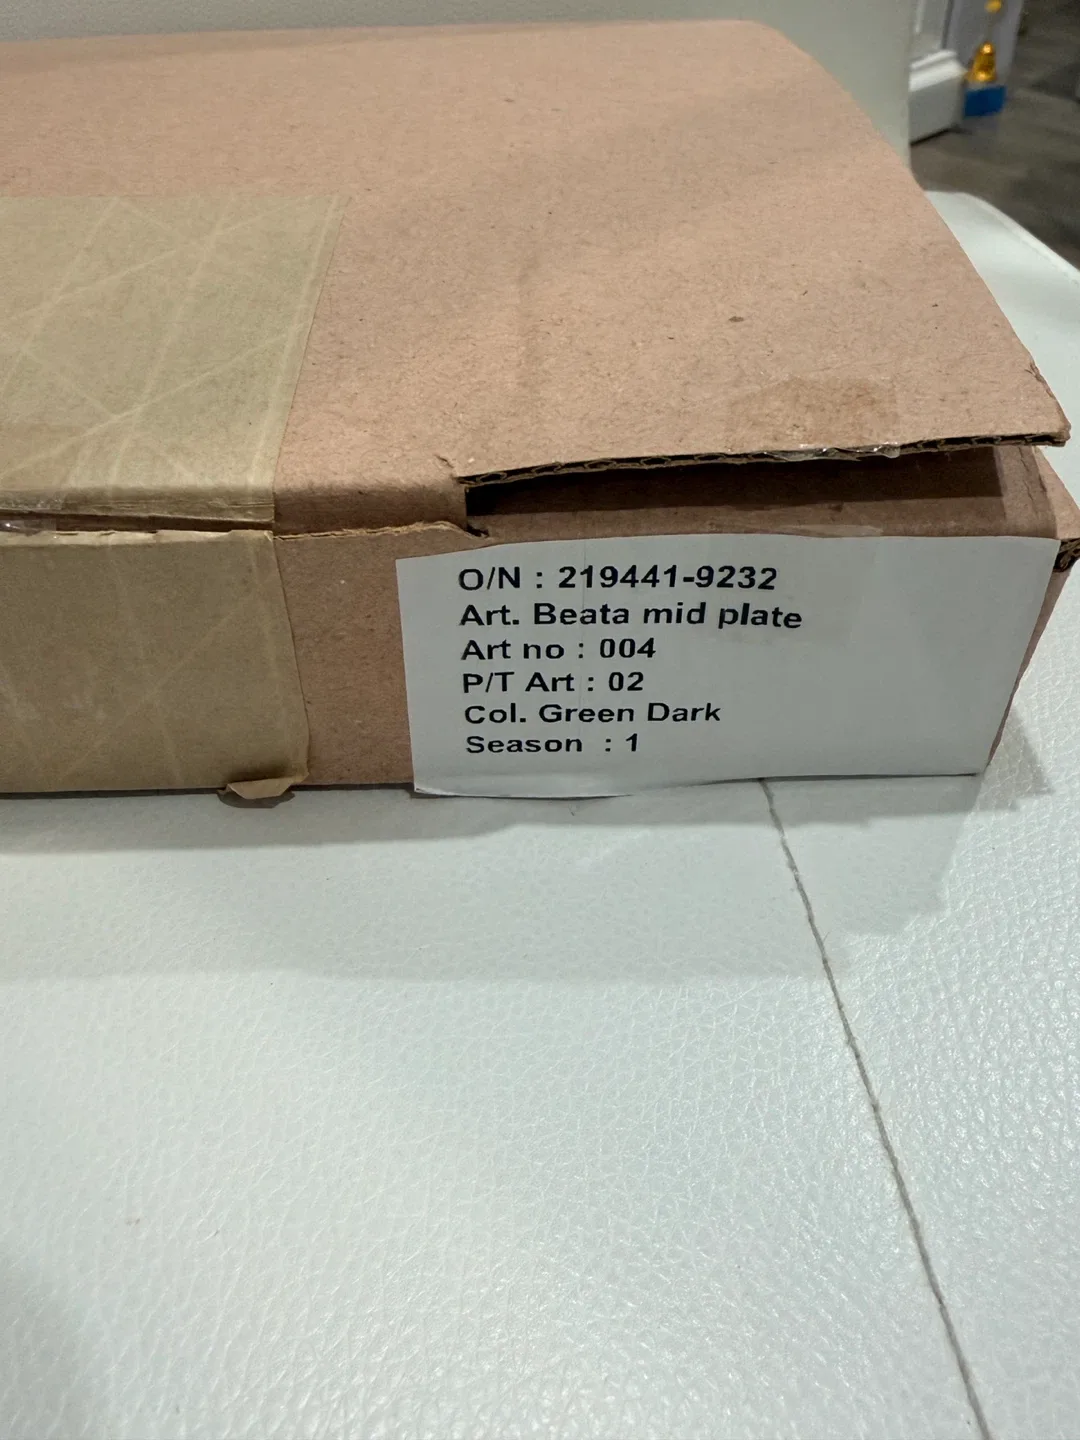 O/N : 219441-9232
Art. Beata mid plate
Art no : 004
P/T Art : 02
Col. Green Dark
Season : 1